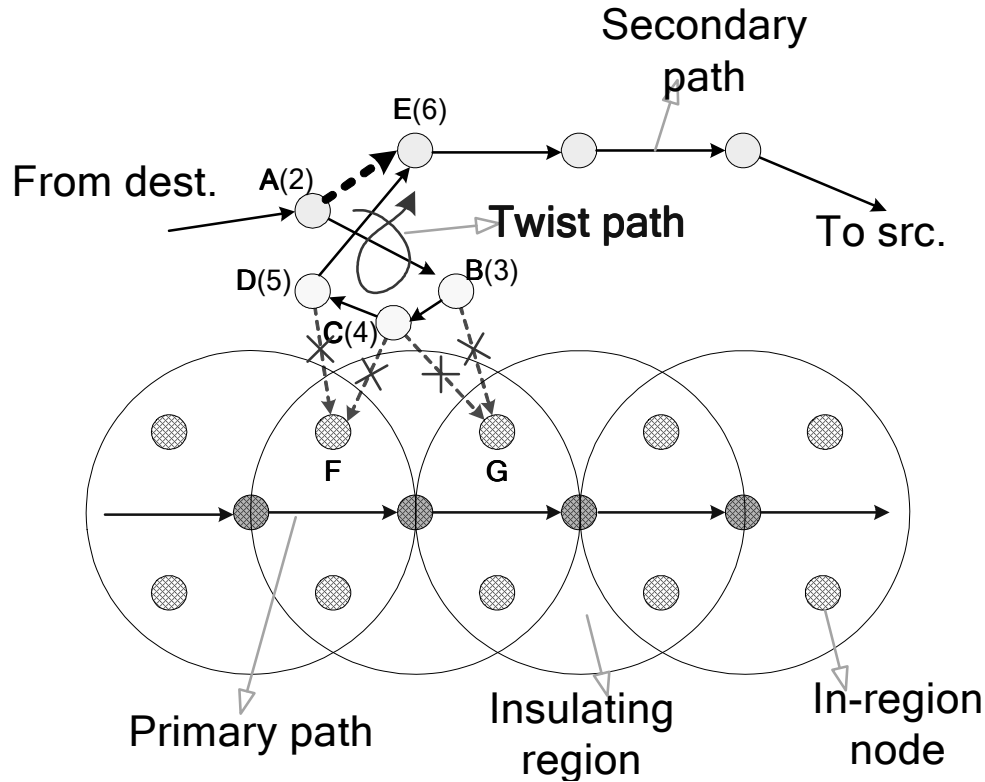 Secondary
path
E(6)
From dest.
A(2)
Twist path
To src.
D(5)
B(3)
C(4)
F
G
Primary path
Insulating
region
In-region
node